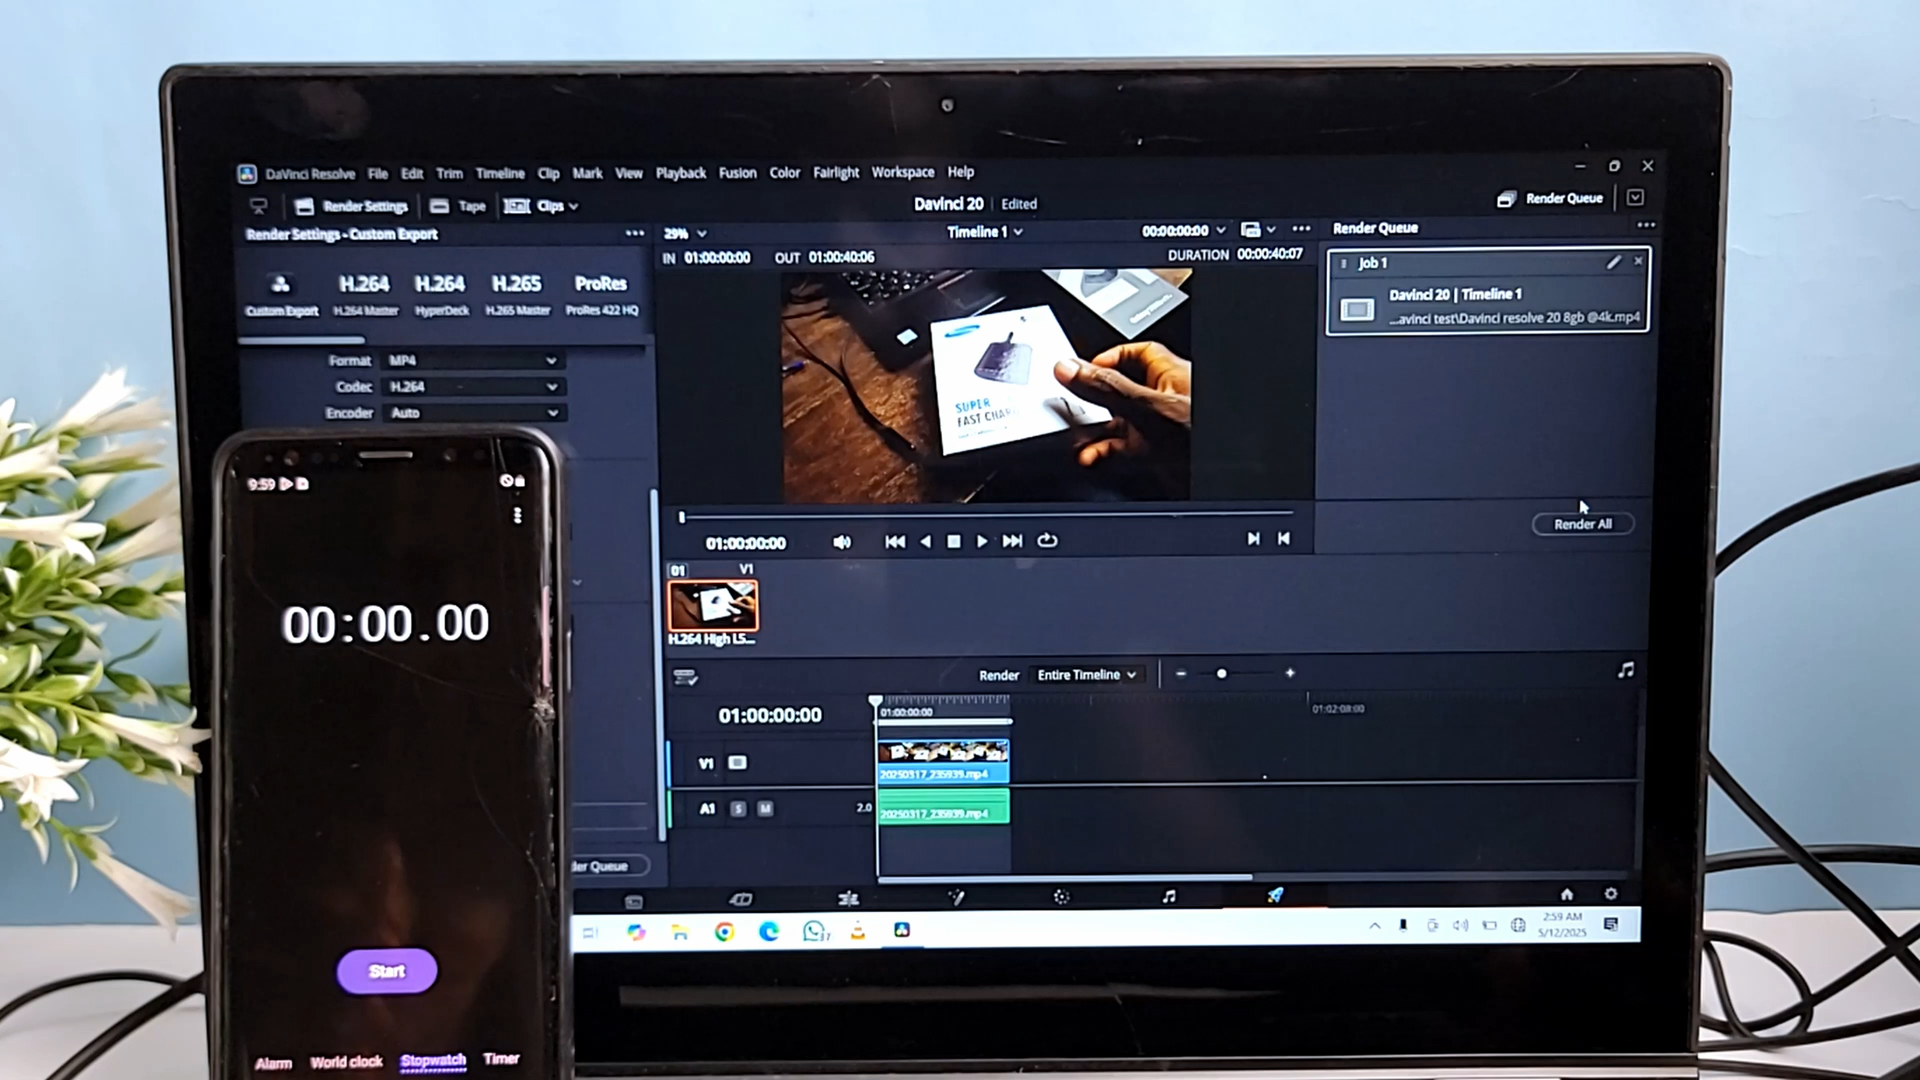 DaVinci Resolve File Edit Trim Timeline Clip Mark View Playback Fusion Color Fairlight Workspace Help
Render Settings Tape Clips
Davinci 20 Edited
Render Queue
Render Settings - Custom Export
29%
Timeline 1
00:00:00:00
Render Queue
IN 01:00:00:00 OUT 01:00:40:06
DURATION 00:00:40:07
H.264 H.264 H.265 ProRes
Custom Export H.264 Master HyperDeck H.265 Master ProRes 422 HQ
Job 1
Davinci 20 | Timeline 1
...avinci test\Davinci resolve 20 8gb @4k.mp4
Format MP4
Codec H.264
Encoder Auto
SUPER
FAST CHAR
Render All
01:00:00:00
01 V1
H.264 High L5...
Render Entire Timeline
01:00:00:00
01:00:00:00
01:02:08:00
V1
20250317_235939.mp4
A1 S M 2.0
20250317_235939.mp4
der Queue
37
2:59 AM
5/12/2025
9:59
00:00.00
Start
Alarm World clock Stopwatch Timer